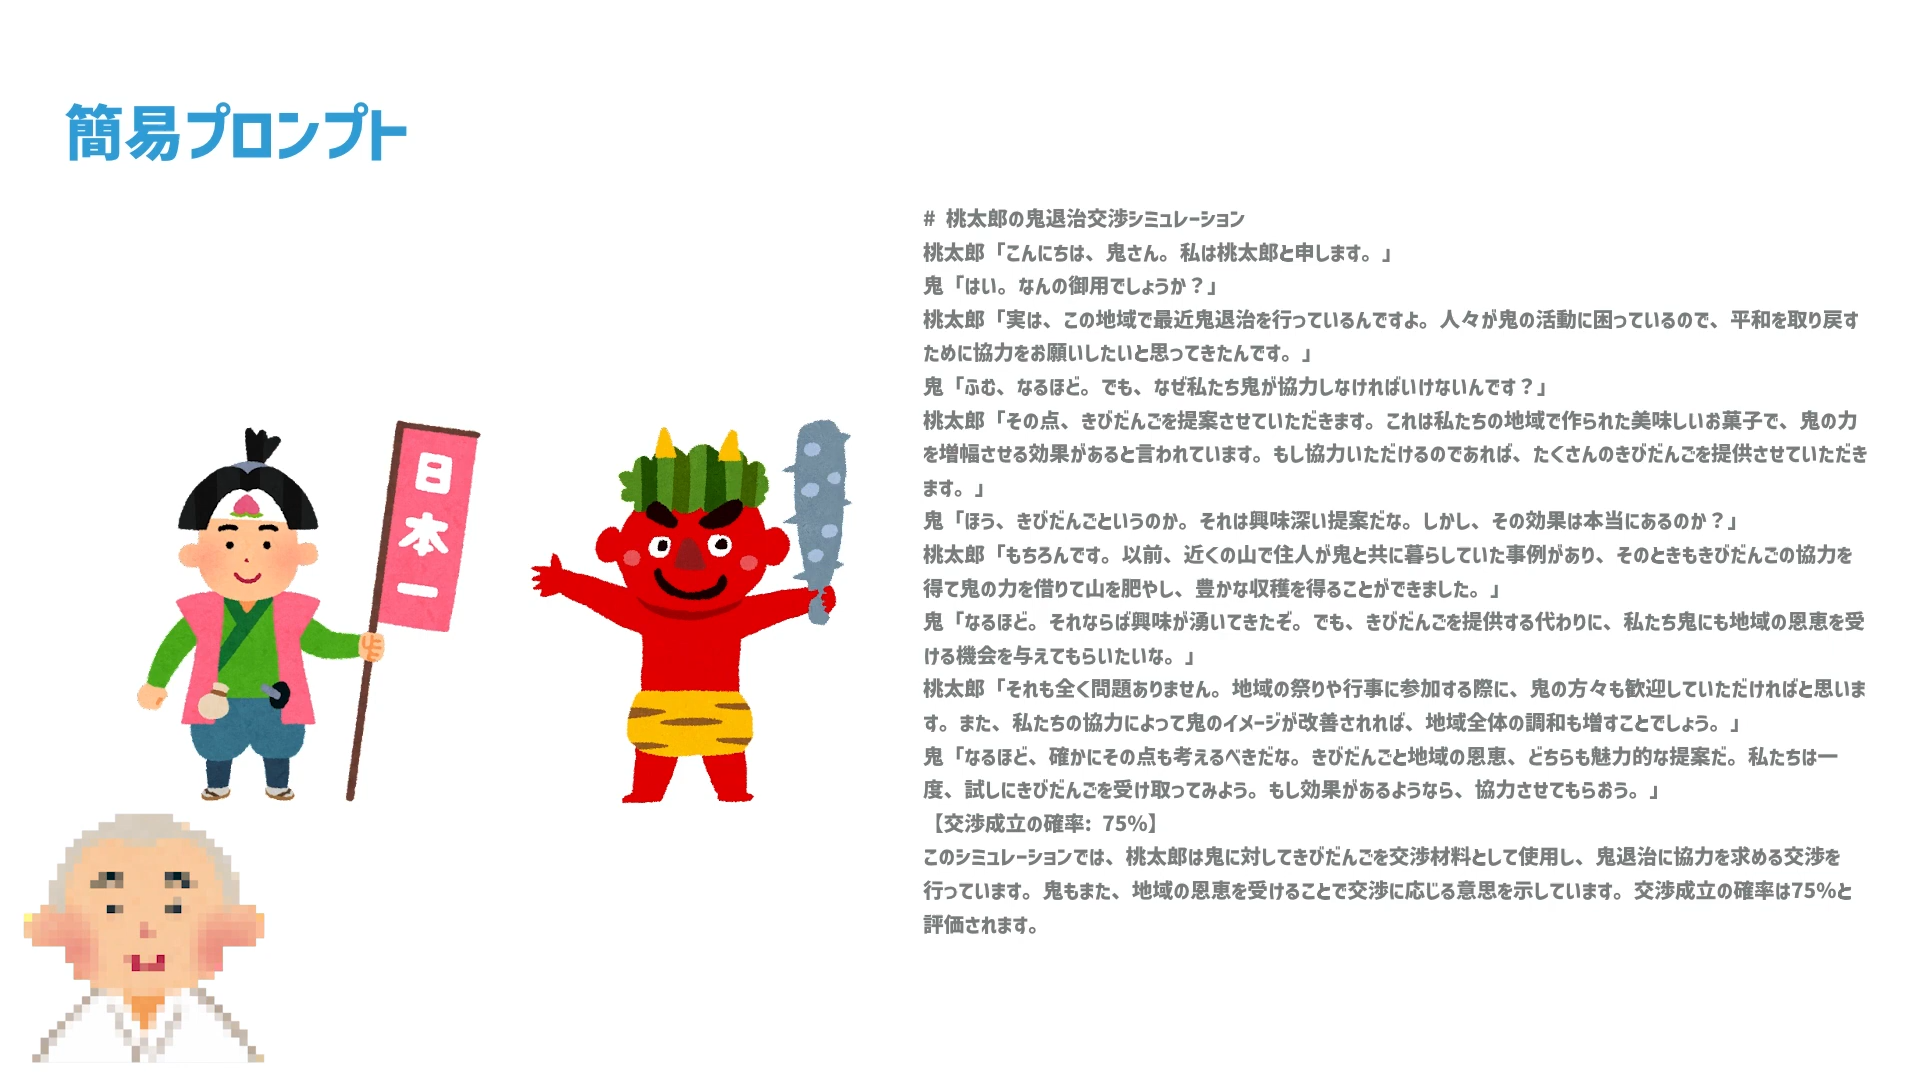 簡易プロンプト
日本一
# 桃太郎の鬼退治交渉シミュレーション
桃太郎「こんにちは、鬼さん。私は桃太郎と申します。」
鬼「はい。なんの御用でしょうか？」
桃太郎「実は、この地域で最近鬼退治を行っているんですよ。人々が鬼の活動に困っているので、平和を取り戻す
ために協力をお願いしたいと思ってきたんです。」
鬼「ふむ、なるほど。でも、なぜ私たち鬼が協力しなければいけないんです？」
桃太郎「その点、きびだんごを提案させていただきます。これは私たちの地域で作られた美味しいお菓子で、鬼の力
を増幅させる効果があると言われています。もし協力いただけるのであれば、たくさんのきびだんごを提供させていただき
ます。」
鬼「ほう、きびだんごというのか。それは興味深い提案だな。しかし、その効果は本当にあるのか？」
桃太郎「もちろんです。以前、近くの山で住人が鬼と共に暮らしていた事例があり、そのときもきびだんごの協力を
得て鬼の力を借りて山を肥やし、豊かな収穫を得ることができました。」
鬼「なるほど。それならば興味が湧いてきたぞ。でも、きびだんごを提供する代わりに、私たち鬼にも地域の恩恵を受
ける機会を与えてもらいたいな。」
桃太郎「それも全く問題ありません。地域の祭りや行事に参加する際に、鬼の方々も歓迎していただければと思いま
す。また、私たちの協力によって鬼のイメージが改善されれば、地域全体の調和も増すことでしょう。」
鬼「なるほど、確かにその点も考えるべきだな。きびだんごと地域の恩恵、どちらも魅力的な提案だ。私たちは一
度、試しにきびだんごを受け取ってみよう。もし効果があるようなら、協力させてもらおう。」
【交渉成立の確率: 75%】
このシミュレーションでは、桃太郎は鬼に対してきびだんごを交渉材料として使用し、鬼退治に協力を求める交渉を
行っています。鬼もまた、地域の恩恵を受けることで交渉に応じる意思を示しています。交渉成立の確率は75%と
評価されます。